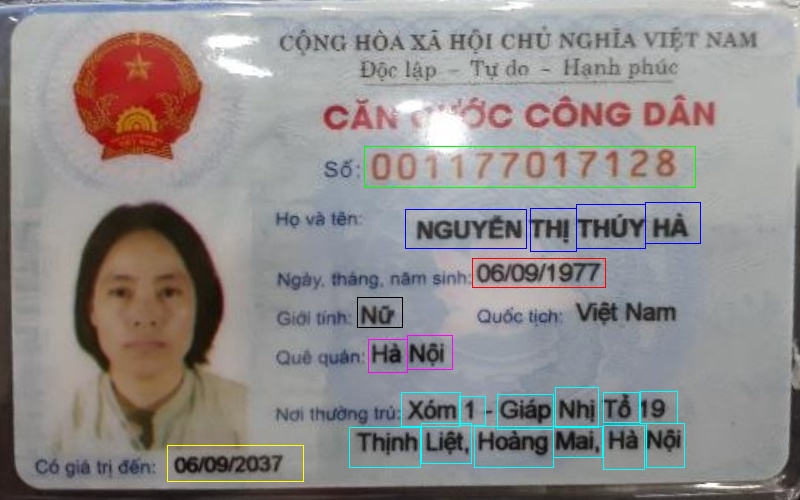 CỘNG HÒA XÃ HỘI CHỦ NGHĨA VIỆT NAM
Độc lập - Tự do - Hạnh phúc
CĂN CƯỚC CÔNG DÂN
Số: 001177017128
Họ và tên: NGUYỄN THỊ THÚY HÀ
Ngày, tháng, năm sinh: 06/09/1977
Giới tính: Nữ Quốc tịch: Việt Nam
Quê quán: Hà Nội
Nơi thường trú: Xóm 1 - Giáp Nhị Tổ 19
Thịnh Liệt, Hoàng Mai, Hà Nội
Có giá trị đến: 06/09/2037